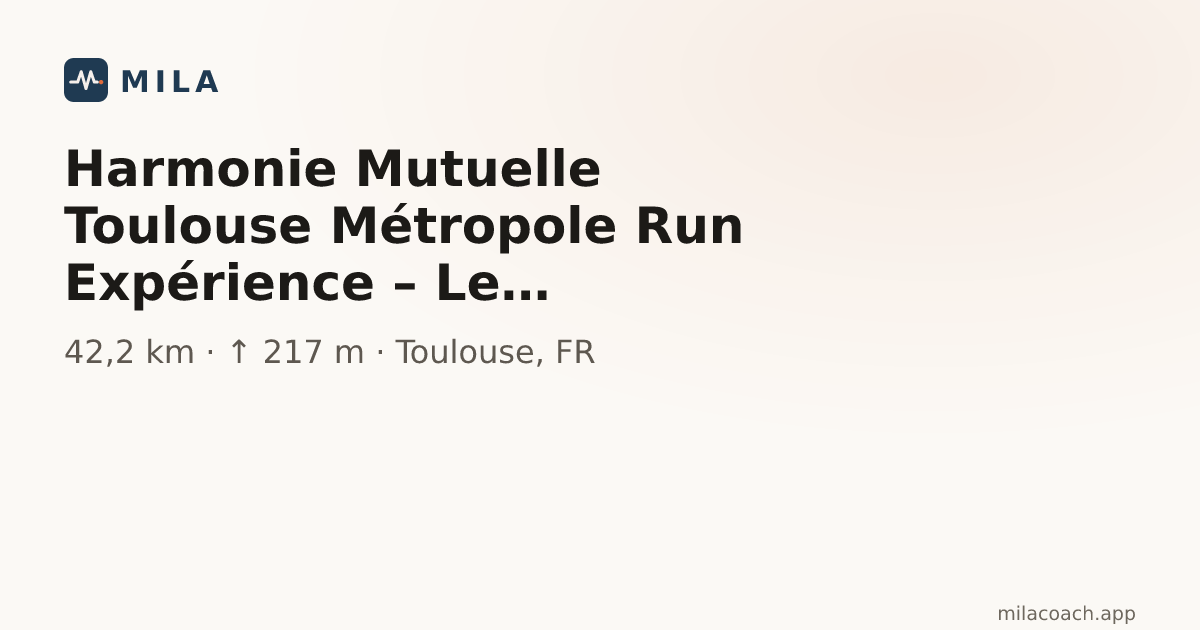 MILA
Harmonie Mutuelle
Toulouse Métropole Run
Expérience – Le…
42,2 km · ↑ 217 m · Toulouse, FR
milacoach.app